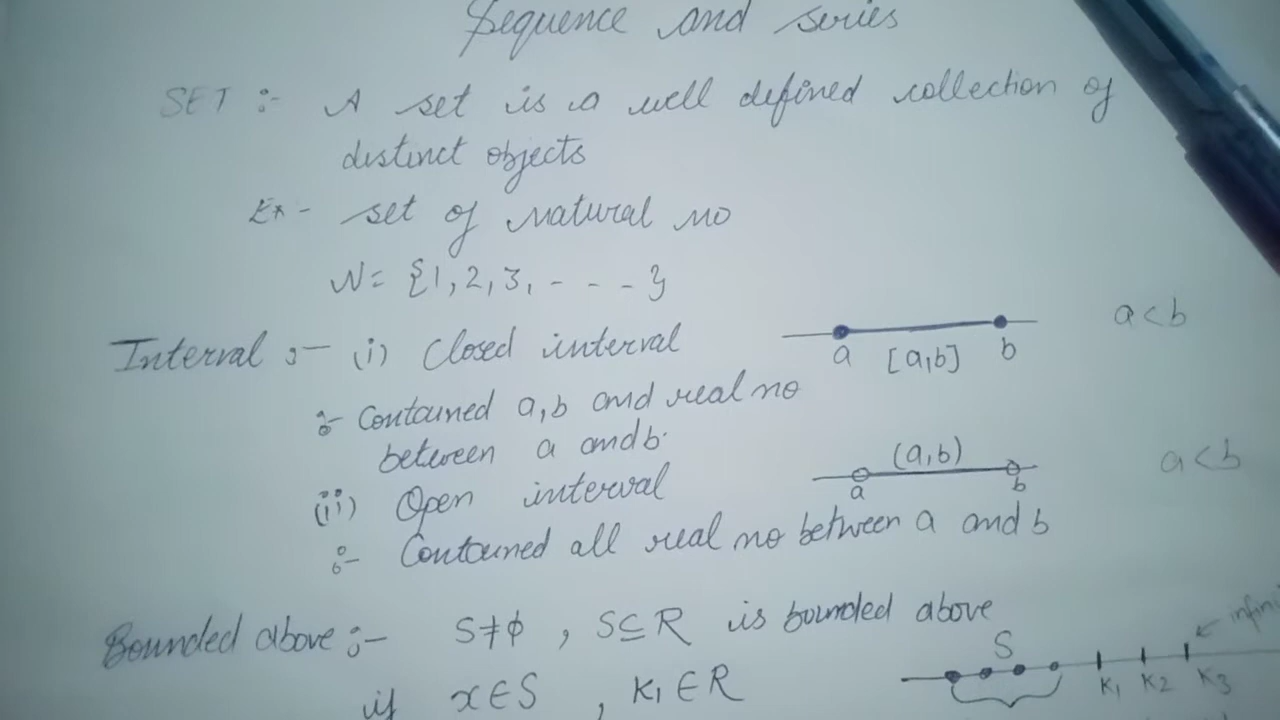 Sequence and series
SET :- A set is a well defined collection of
distinct objects
Ex - set of natural no
N = {1, 2, 3, - - - }
Interval :- (i) Closed interval
a [a,b] b a<b
:- Contained a, b and real no
between a and b.
(ii) Open interval
(a,b) a<b
a b
:- Contained all real no between a and b
Bounded above :- S≠ϕ , S⊆R is bounded above
if x∈S , K₁∈R
S
K₁ K₂ K₃